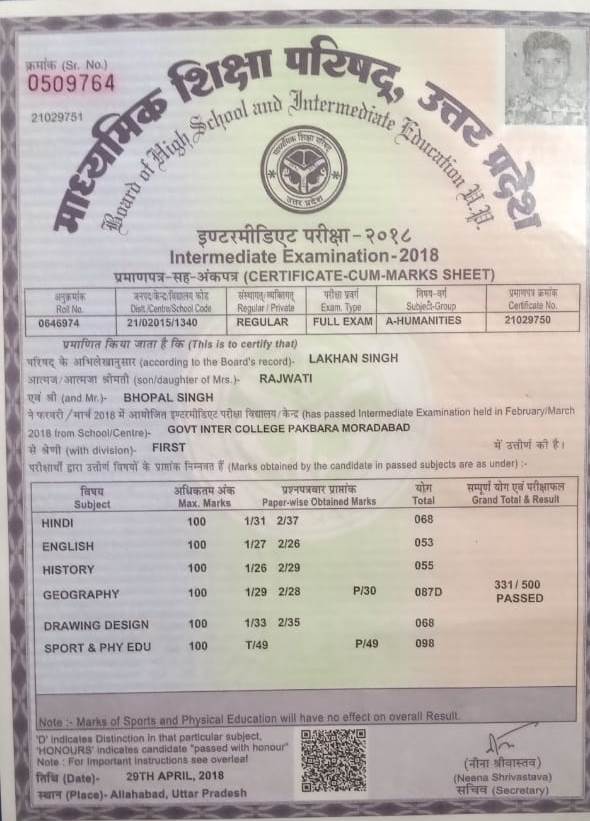 क्रमांक (Sr. No.)
0509764
21029751
माध्यमिक शिक्षा परिषद्, उत्तर प्रदेश
Board of High School and Intermediate Education U.P.
माध्यमिक शिक्षा परिषद
उत्तर प्रदेश
इण्टरमीडिएट परीक्षा-२०१८
Intermediate Examination-2018
प्रमाणपत्र-सह-अंकपत्र (CERTIFICATE-CUM-MARKS SHEET)
अनुक्रमांक जनपद/केन्द्र/विद्यालय कोड संस्थागत/व्यक्तिगत परीक्षा प्रवर्ग विषय-वर्ग प्रमाणपत्र क्रमांक
Roll No. Distt./Centre/School Code Regular / Private Exam. Type Subject-Group Certificate No.
0646974 21/02015/1340 REGULAR FULL EXAM A-HUMANITIES 21029750
प्रमाणित किया जाता है कि (This is to certify that)
परिषद के अभिलेखानुसार (according to the Board's record)- LAKHAN SINGH
आत्मज/आत्मजा श्रीमती (son/daughter of Mrs.)- RAJWATI
एवं श्री (and Mr.)- BHOPAL SINGH
ने फरवरी/मार्च 2018 में आयोजित इण्टरमीडिएट परीक्षा विद्यालय/केन्द्र (has passed Intermediate Examination held in February/March
2018 from School/Centre)- GOVT INTER COLLEGE PAKBARA MORADABAD
से श्रेणी (with division)- FIRST में उत्तीर्ण की है।
परीक्षार्थी द्वारा उत्तीर्ण विषयों के प्राप्तांक निम्नवत हैं (Marks obtained by the candidate in passed subjects are as under) :-
विषय अधिकतम अंक प्रश्नपत्रवार प्राप्तांक योग सम्पूर्ण योग एवं परीक्षाफल
Subject Max. Marks Paper-wise Obtained Marks Total Grand Total & Result
HINDI 100 1/31 2/37 068
ENGLISH 100 1/27 2/26 053
HISTORY 100 1/26 2/29 055
GEOGRAPHY 100 1/29 2/28 P/30 087D 331/500
PASSED
DRAWING DESIGN 100 1/33 2/35 068
SPORT & PHY EDU 100 T/49 P/49 098
Note :- Marks of Sports and Physical Education will have no effect on overall Result.
'D' indicates Distinction in that particular subject,
'HONOURS' indicates candidate "passed with honour"
Note : For Important Instructions see overleaf
तिथि (Date)- 29TH APRIL, 2018
स्थान (Place)- Allahabad, Uttar Pradesh
(नीना श्रीवास्तव)
(Neena Shrivastava)
सचिव (Secretary)